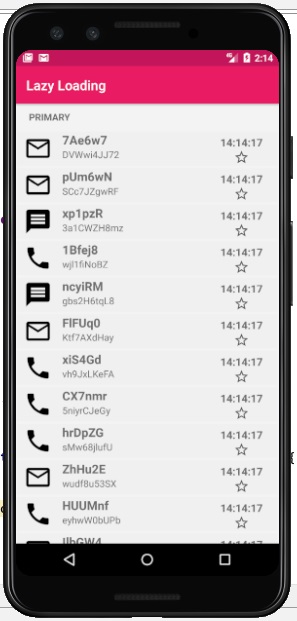 2:14
Lazy Loading
PRIMARY
7Ae6w7 14:14:17
DVWwi4JJ72
pUm6wN 14:14:17
SCc7JZgwRF
xp1pzR 14:14:17
3a1CWZH8mz
1Bfej8 14:14:17
wjl1fiNoBZ
ncyiRM 14:14:17
gbs2H6tqL8
FlFUq0 14:14:17
Ktf7AXdHay
xiS4Gd 14:14:17
vh9JxLKeFA
CX7nmr 14:14:17
5niyrCJeGy
hrDpZG 14:14:17
sMw68jlufU
ZhHu2E 14:14:17
wudf8u53SX
HUUMnf 14:14:17
eyhwW0bUPb